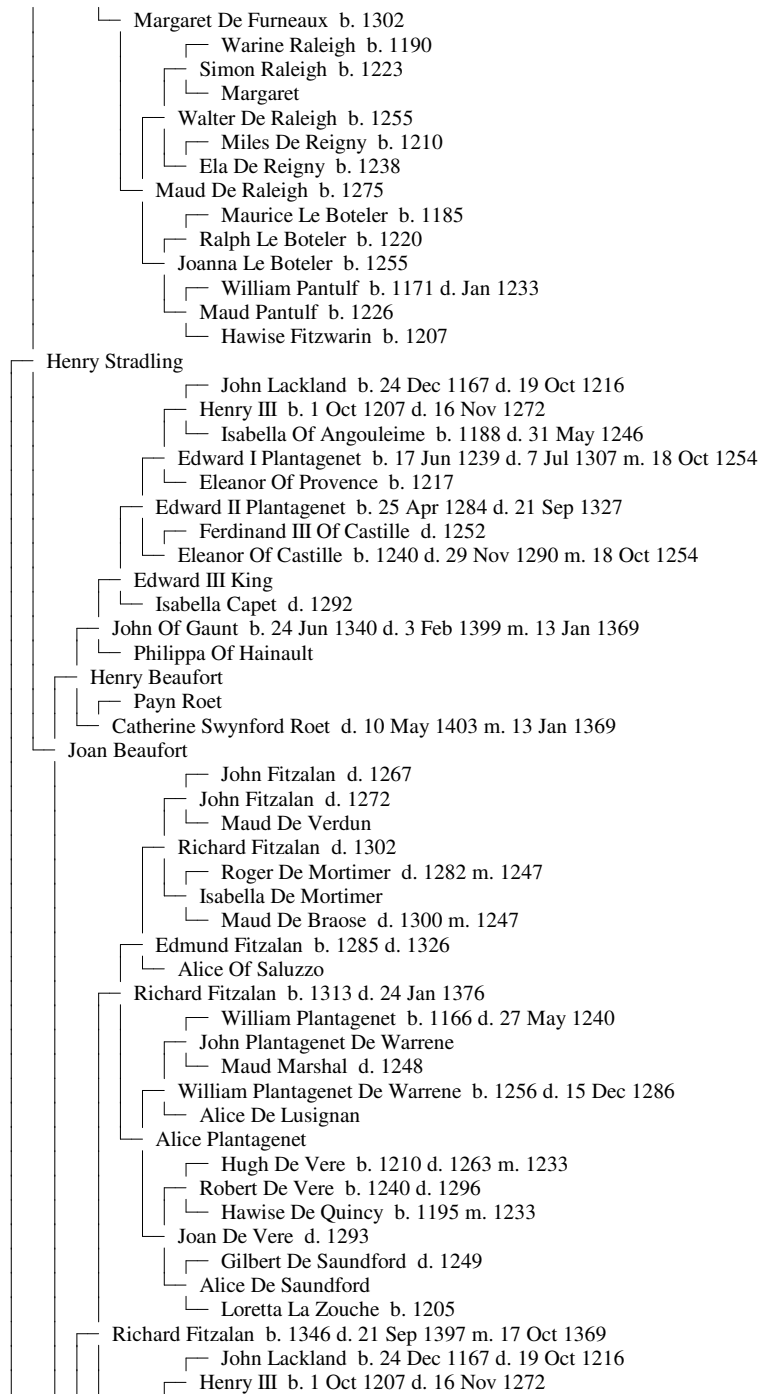 Margaret De Furneaux b. 1302
Warine Raleigh b. 1190
Simon Raleigh b. 1223
Margaret
Walter De Raleigh b. 1255
Miles De Reigny b. 1210
Ela De Reigny b. 1238
Maud De Raleigh b. 1275
Maurice Le Boteler b. 1185
Ralph Le Boteler b. 1220
Joanna Le Boteler b. 1255
William Pantulf b. 1171 d. Jan 1233
Maud Pantulf b. 1226
Hawise Fitzwarin b. 1207
Henry Stradling
John Lackland b. 24 Dec 1167 d. 19 Oct 1216
Henry III b. 1 Oct 1207 d. 16 Nov 1272
Isabella Of Angouleime b. 1188 d. 31 May 1246
Edward I Plantagenet b. 17 Jun 1239 d. 7 Jul 1307 m. 18 Oct 1254
Eleanor Of Provence b. 1217
Edward II Plantagenet b. 25 Apr 1284 d. 21 Sep 1327
Ferdinand III Of Castille d. 1252
Eleanor Of Castille b. 1240 d. 29 Nov 1290 m. 18 Oct 1254
Edward III King
Isabella Capet d. 1292
John Of Gaunt b. 24 Jun 1340 d. 3 Feb 1399 m. 13 Jan 1369
Philippa Of Hainault
Henry Beaufort
Payn Roet
Catherine Swynford Roet d. 10 May 1403 m. 13 Jan 1369
Joan Beaufort
John Fitzalan d. 1267
John Fitzalan d. 1272
Maud De Verdun
Richard Fitzalan d. 1302
Roger De Mortimer d. 1282 m. 1247
Isabella De Mortimer
Maud De Braose d. 1300 m. 1247
Edmund Fitzalan b. 1285 d. 1326
Alice Of Saluzzo
Richard Fitzalan b. 1313 d. 24 Jan 1376
William Plantagenet b. 1166 d. 27 May 1240
John Plantagenet De Warrene
Maud Marshal d. 1248
William Plantagenet De Warrene b. 1256 d. 15 Dec 1286
Alice De Lusignan
Alice Plantagenet
Hugh De Vere b. 1210 d. 1263 m. 1233
Robert De Vere b. 1240 d. 1296
Hawise De Quincy b. 1195 m. 1233
Joan De Vere d. 1293
Gilbert De Saundford d. 1249
Alice De Saundford
Loretta La Zouche b. 1205
Richard Fitzalan b. 1346 d. 21 Sep 1397 m. 17 Oct 1369
John Lackland b. 24 Dec 1167 d. 19 Oct 1216
Henry III b. 1 Oct 1207 d. 16 Nov 1272